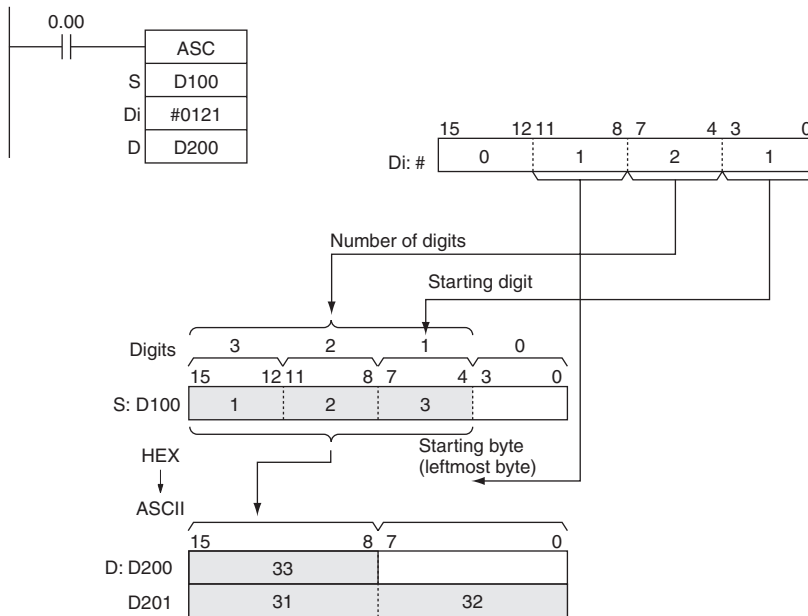 0.00
ASC
S D100
Di #0121
D D200
15 12 11 8 7 4 3 0
Di: # 0 1 2 1
Number of digits
Starting digit
Digits 3 2 1 0
15 12 11 8 7 4 3 0
S: D100 1 2 3
Starting byte
(leftmost byte)
HEX
ASCII
15 8 7 0
D: D200 33
D201 31 32